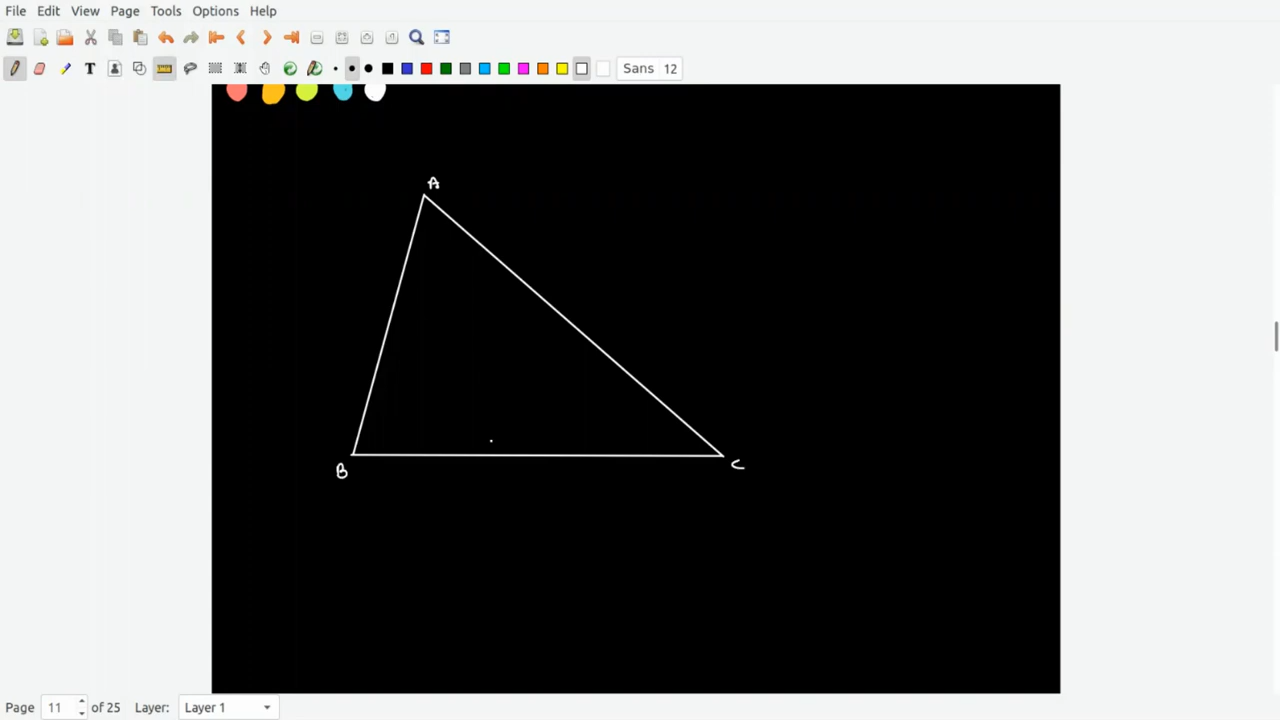 File Edit View Page Tools Options Help
T Sans 12
A
B
C
Page 11 of 25 Layer: Layer 1